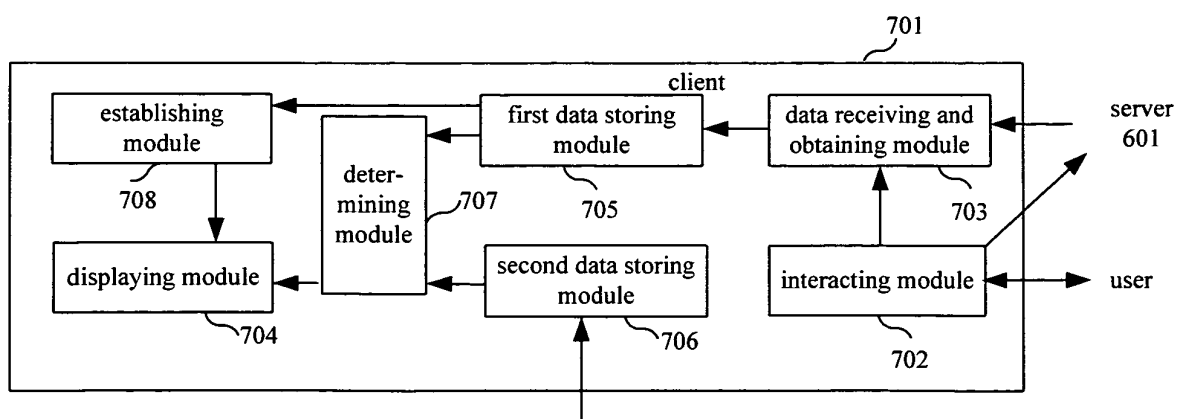 701
client
establishing
module
708
first data storing
module
705
data receiving and
obtaining module
703
server
601
deter-
mining
module
707
displaying module
704
second data storing
module
706
interacting module
702
user